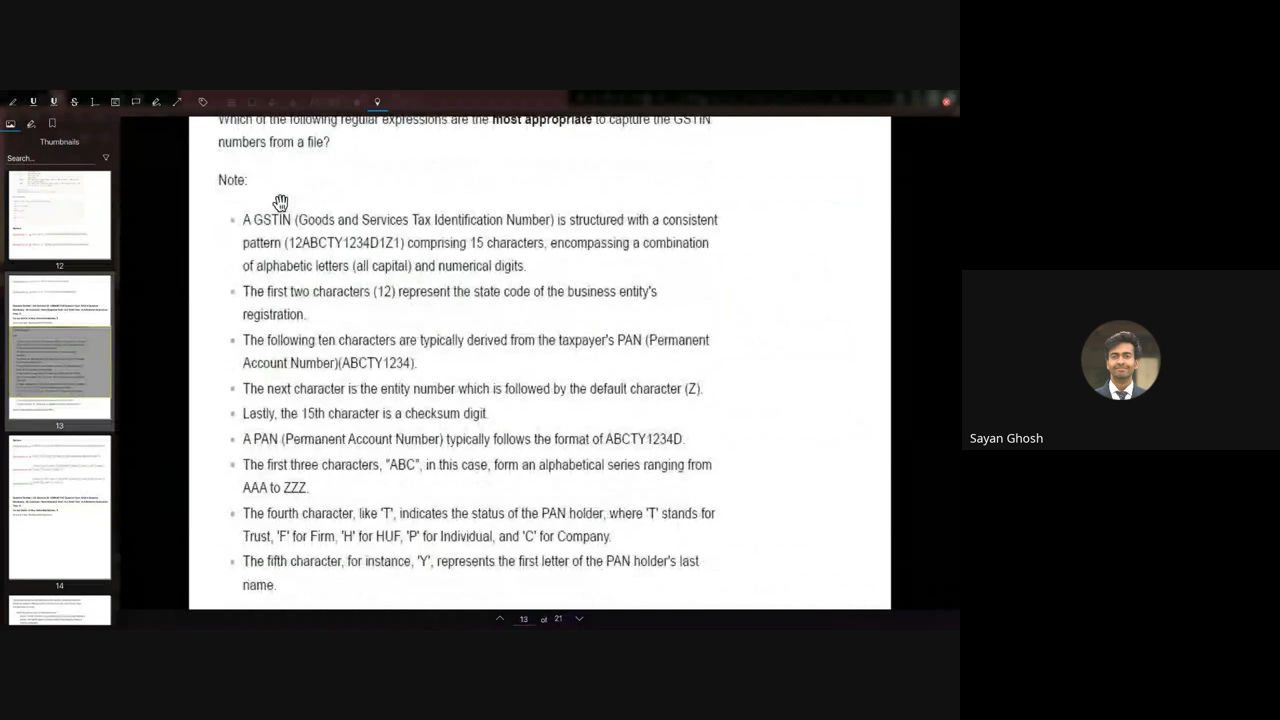 Thumbnails
Search...
12
13
14
Which of the following regular expressions are the most appropriate to capture the GSTIN
numbers from a file?
Note:
A GSTIN (Goods and Services Tax Identification Number) is structured with a consistent
pattern (12ABCTY1234D1Z1) comprising 15 characters, encompassing a combination
of alphabetic letters (all capital) and numerical digits.
The first two characters (12) represent the state code of the business entity's
registration.
The following ten characters are typically derived from the taxpayer's PAN (Permanent
Account Number)(ABCTY1234).
The next character is the entity number which is followed by the default character (Z).
Lastly, the 15th character is a checksum digit.
A PAN (Permanent Account Number) typically follows the format of ABCTY1234D.
The first three characters, "ABC", in this case, form an alphabetical series ranging from
AAA to ZZZ.
The fourth character, like 'T', indicates the status of the PAN holder, where 'T' stands for
Trust, 'F' for Firm, 'H' for HUF, 'P' for Individual, and 'C' for Company.
The fifth character, for instance, 'Y', represents the first letter of the PAN holder's last
name.
13 of 21
Sayan Ghosh